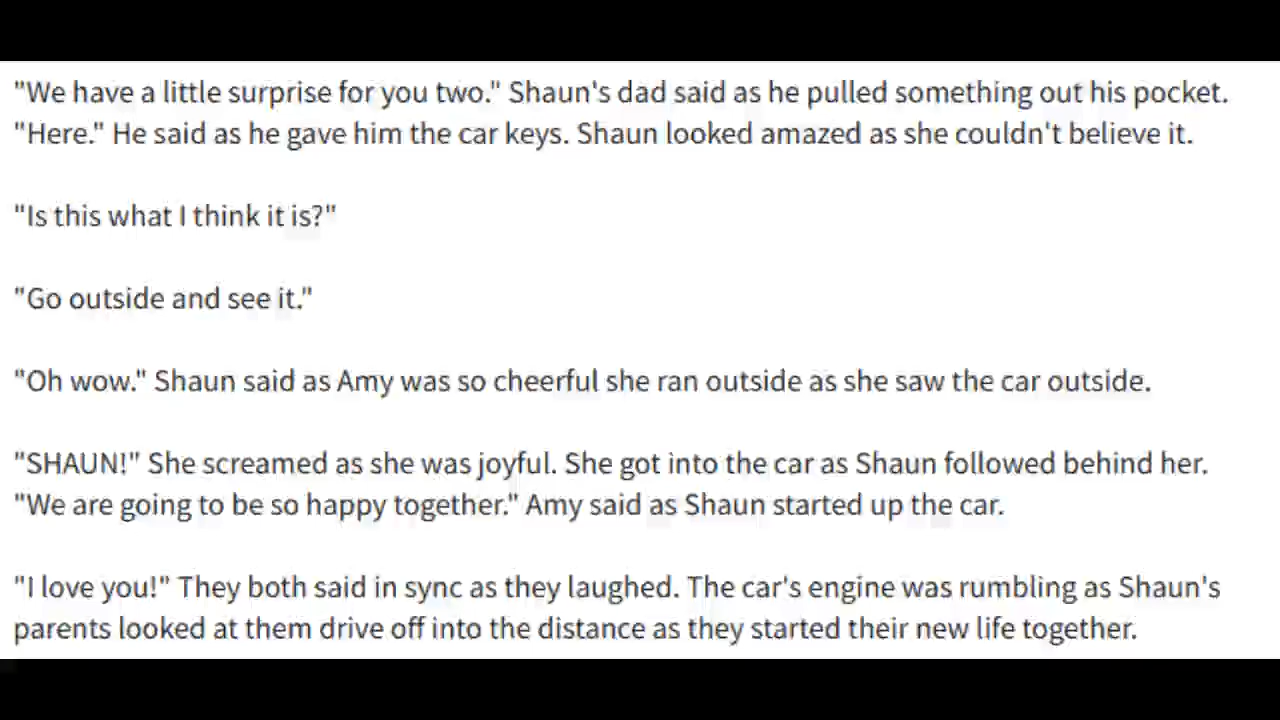 "We have a little surprise for you two." Shaun's dad said as he pulled something out his pocket.
"Here." He said as he gave him the car keys. Shaun looked amazed as she couldn't believe it.
"Is this what I think it is?"
"Go outside and see it."
"Oh wow." Shaun said as Amy was so cheerful she ran outside as she saw the car outside.
"SHAUN!" She screamed as she was joyful. She got into the car as Shaun followed behind her.
"We are going to be so happy together." Amy said as Shaun started up the car.
"I love you!" They both said in sync as they laughed. The car's engine was rumbling as Shaun's
parents looked at them drive off into the distance as they started their new life together.